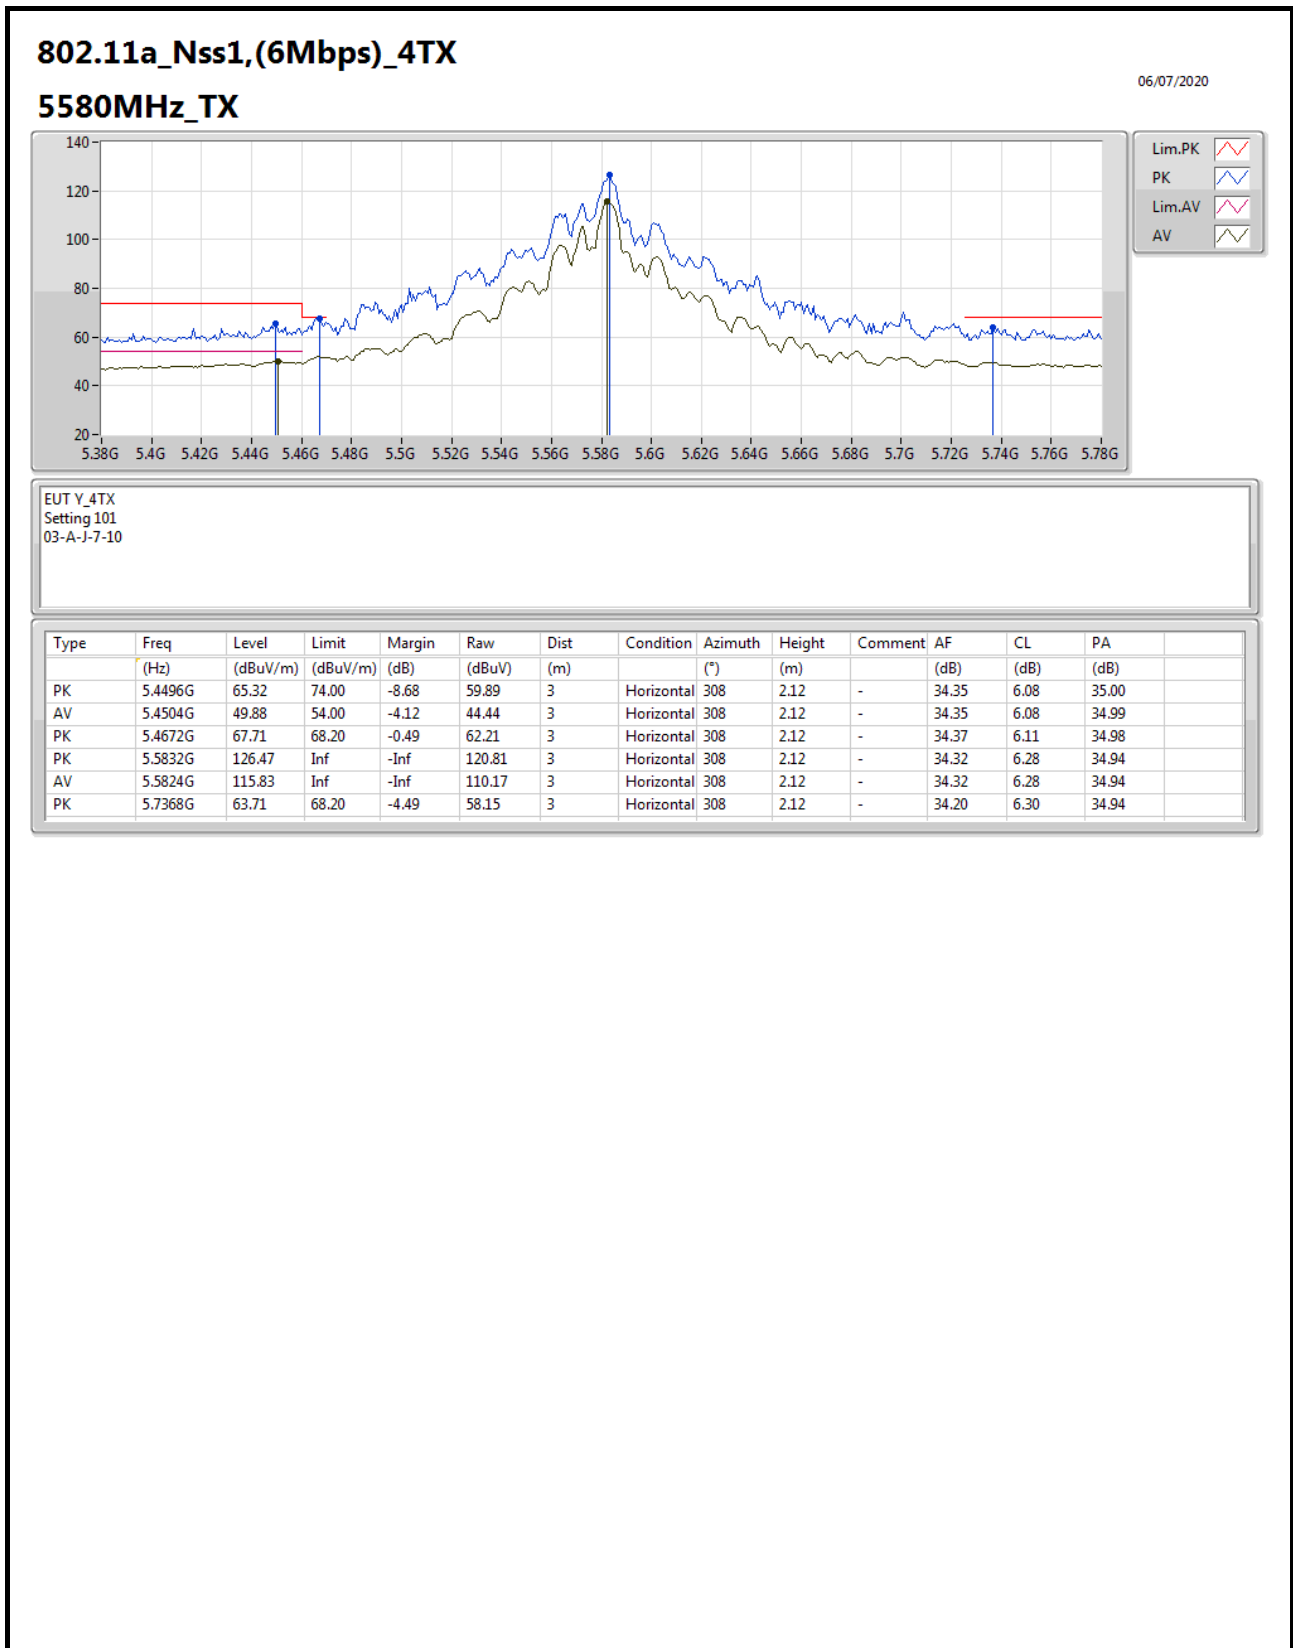 802.11a_Nss1,(6Mbps)_4TX
06/07/2020
5580MHz_TX
140
120
100
80
60
40
20
5.38G 5.4G 5.42G 5.44G 5.46G 5.48G 5.5G 5.52G 5.54G 5.56G 5.58G 5.6G 5.62G 5.64G 5.66G 5.68G 5.7G 5.72G 5.74G 5.76G 5.78G
Lim.PK
PK
Lim.AV
AV
EUT Y_4TX
Setting 101
03-A-J-7-10
Type Freq Level Limit Margin Raw Dist Condition Azimuth Height Comment AF CL PA
(Hz) (dBuV/m) (dBuV/m) (dB) (dBuV) (m) (°) (m) (dB) (dB) (dB)
PK 5.4496G 65.32 74.00 -8.68 59.89 3 Horizontal 308 2.12 - 34.35 6.08 35.00
AV 5.4504G 49.88 54.00 -4.12 44.44 3 Horizontal 308 2.12 - 34.35 6.08 34.99
PK 5.4672G 67.71 68.20 -0.49 62.21 3 Horizontal 308 2.12 - 34.37 6.11 34.98
PK 5.5832G 126.47 Inf -Inf 120.81 3 Horizontal 308 2.12 - 34.32 6.28 34.94
AV 5.5824G 115.83 Inf -Inf 110.17 3 Horizontal 308 2.12 - 34.32 6.28 34.94
PK 5.7368G 63.71 68.20 -4.49 58.15 3 Horizontal 308 2.12 - 34.20 6.30 34.94